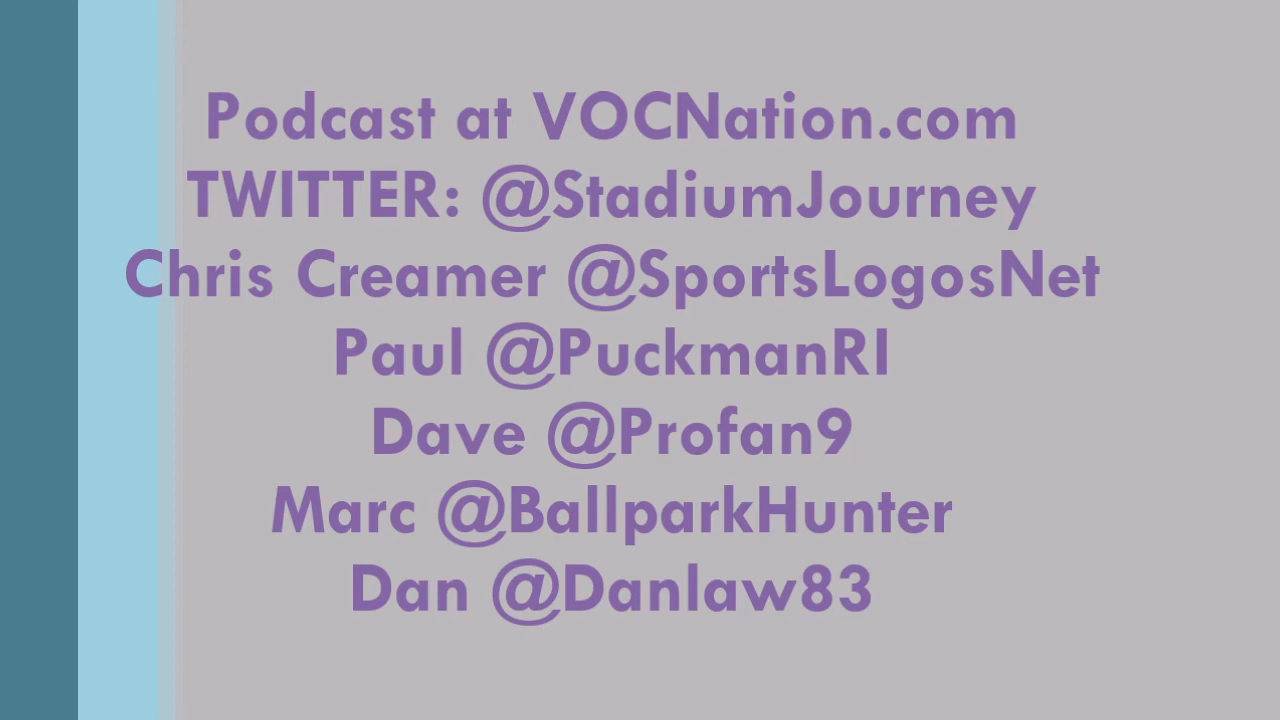 Podcast at VOCNation.com
TWITTER: @StadiumJourney
Chris Creamer @SportsLogosNet
Paul @PuckmanRI
Dave @Profan9
Marc @BallparkHunter
Dan @Danlaw83